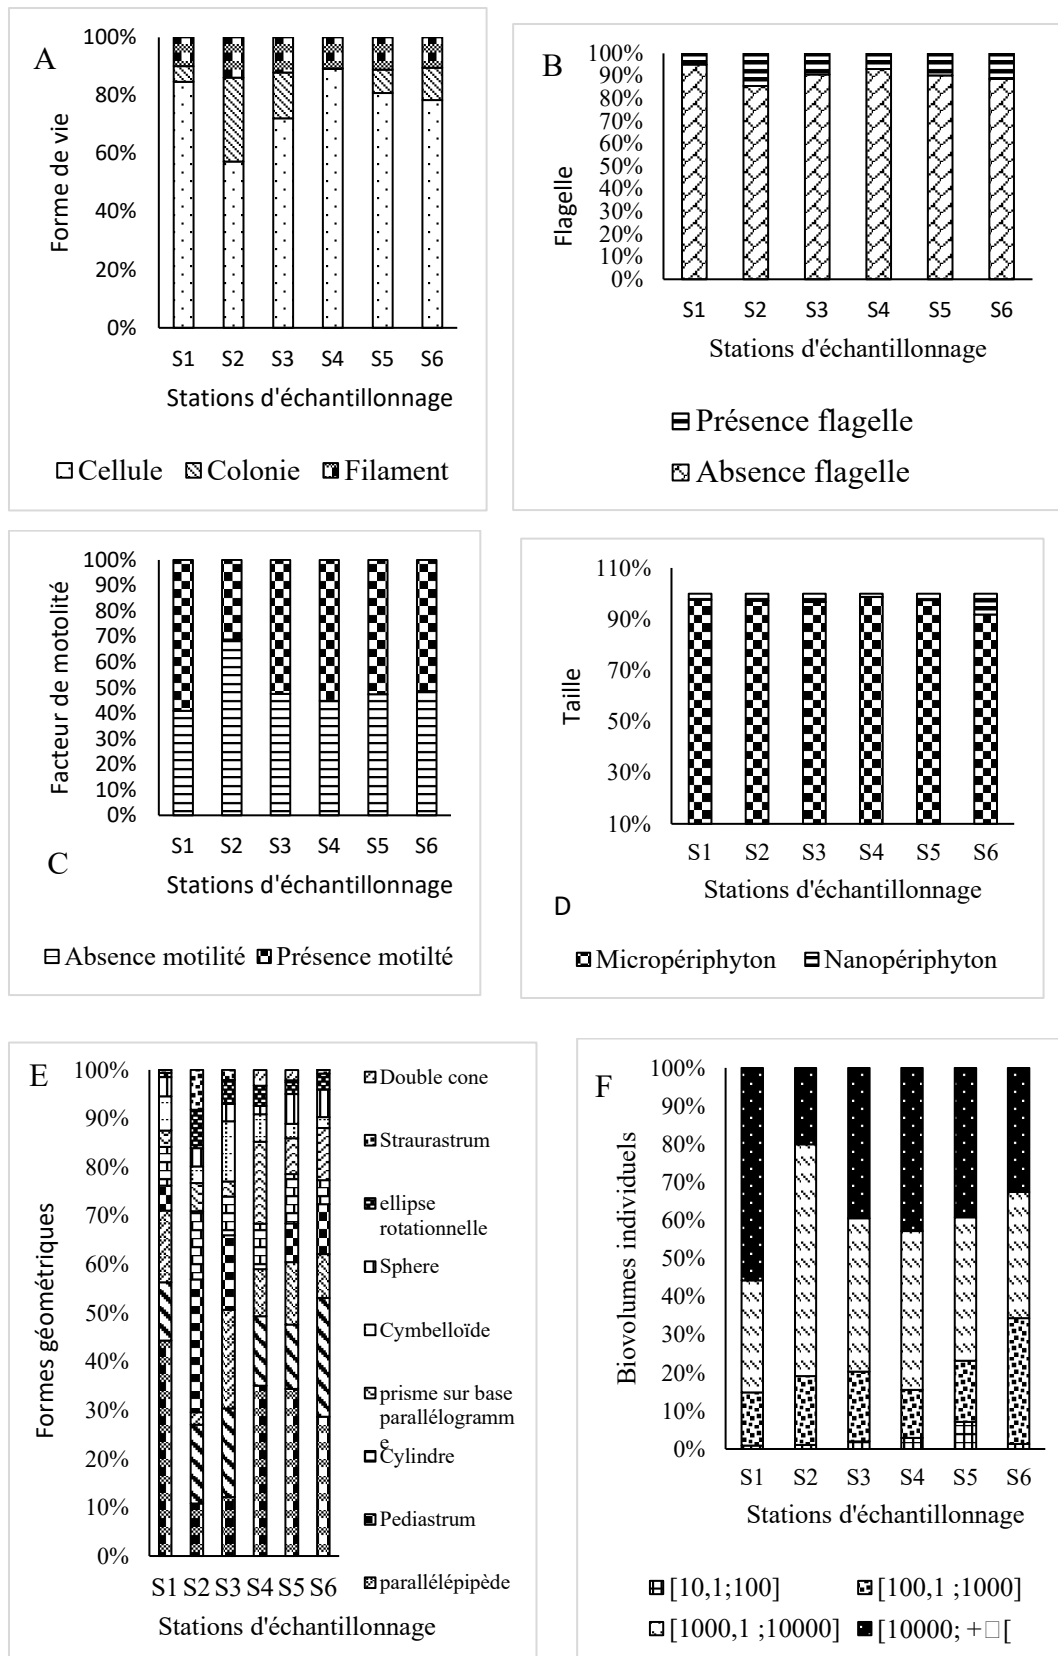 A
Forme de vie
100%
80%
60%
40%
20%
0%
S1 S2 S3 S4 S5 S6
Stations d'échantillonnage
Cellule Colonie Filament
B
Flagelle
100%
90%
80%
70%
60%
50%
40%
30%
20%
10%
0%
S1 S2 S3 S4 S5 S6
Stations d'échantillonnage
Présence flagelle
Absence flagelle
Facteur de motolité
100%
90%
80%
70%
60%
50%
40%
30%
20%
10%
0%
S1 S2 S3 S4 S5 S6
C
Stations d'échantillonnage
Absence motilité Présence motilté
Taille
110%
90%
70%
50%
30%
10%
S1 S2 S3 S4 S5 S6
Stations d'échantillonnage
D
Micropériphyton Nanopériphyton
E
Formes géométriques
100%
90%
80%
70%
60%
50%
40%
30%
20%
10%
0%
S1 S2 S3 S4 S5 S6
Stations d'échantillonnage
Double cone
Straurastrum
ellipse
rotationnelle
Sphere
Cymbelloïde
prisme sur base
parallélogramm
e
Cylindre
Pediastrum
parallélépipède
F
Biovolumes individuels
100%
90%
80%
70%
60%
50%
40%
30%
20%
10%
0%
S1 S2 S3 S4 S5 S6
Stations d'échantillonnage
[10,1;100] [100,1 ;1000]
[1000,1 ;10000] [10000; +□[